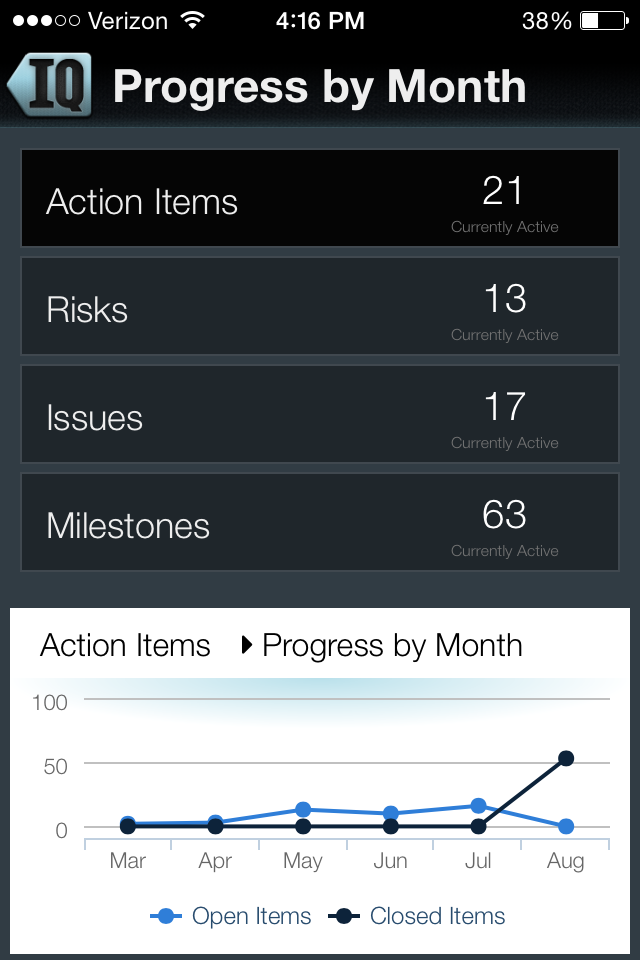 Verizon 4:16 PM 38%
IQ Progress by Month
Action Items 21
Currently Active
Risks 13
Currently Active
Issues 17
Currently Active
Milestones 63
Currently Active
Action Items Progress by Month
100
50
0
Mar Apr May Jun Jul Aug
Open Items Closed Items